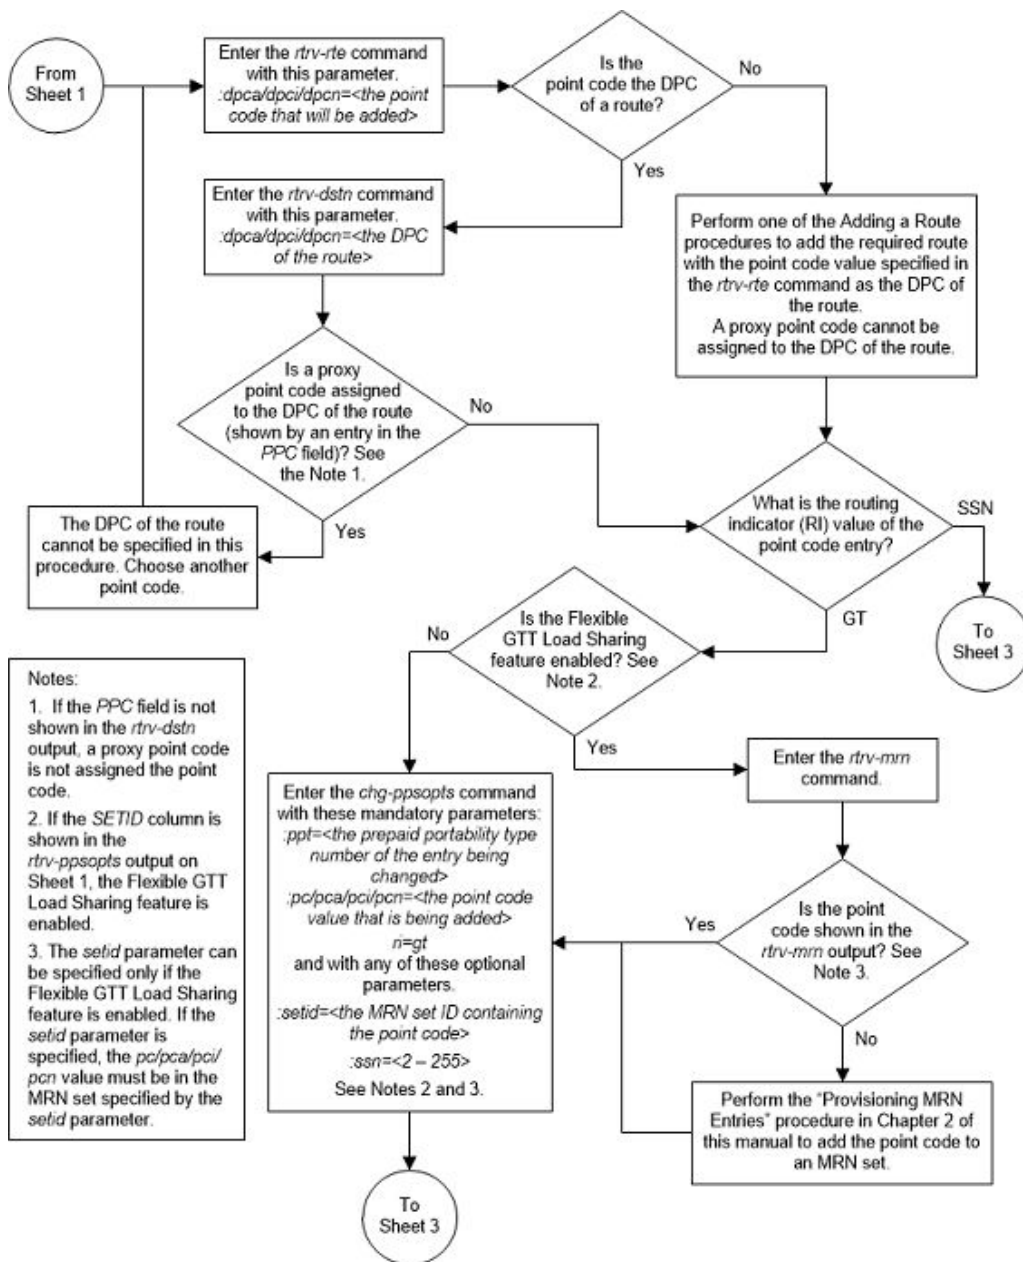 From
Sheet 1
Enter the rtrv-rte command
with this parameter.
:dpca/dpci/dpcn=<the point
code that will be added>
Is the
point code the DPC
of a route?
No
Yes
Enter the rtrv-dstn command
with this parameter.
:dpca/dpci/dpcn=<the DPC
of the route>
Perform one of the Adding a Route
procedures to add the required route
with the point code value specified in
the rtrv-rte command as the DPC of
the route.
A proxy point code cannot be
assigned to the DPC of the route.
Is a proxy
point code assigned
to the DPC of the route
(shown by an entry in the
PPC field)? See
the Note 1.
No
Yes
The DPC of the route
cannot be specified in this
procedure. Choose another
point code.
What is the routing
indicator (RI) value of the
point code entry?
SSN
GT
To
Sheet 3
Is the Flexible
GTT Load Sharing
feature enabled? See
Note 2.
No
Yes
Notes:
1. If the PPC field is not
shown in the rtrv-dstn
output, a proxy point code
is not assigned the point
code.
2. If the SETID column is
shown in the
rtrv-ppsopts output on
Sheet 1, the Flexible GTT
Load Sharing feature is
enabled.
3. The setid parameter can
be specified only if the
Flexible GTT Load Sharing
feature is enabled. If the
setid parameter is
specified, the pc/pca/pci/
pcn value must be in the
MRN set specified by the
setid parameter.
Enter the rtrv-mrn
command.
Enter the chg-ppsopts command
with these mandatory parameters:
:ppt=<the prepaid portability type
number of the entry being
changed>
:pc/pca/pci/pcn=<the point code
value that is being added>
ri=gt
and with any of these optional
parameters.
:setid=<the MRN set ID containing
the point code>
:ssn=<2 – 255>
See Notes 2 and 3.
Is the point
code shown in the
rtrv-mrn output? See
Note 3.
Yes
No
Perform the "Provisioning MRN
Entries" procedure in Chapter 2 of
this manual to add the point code to
an MRN set.
To
Sheet 3